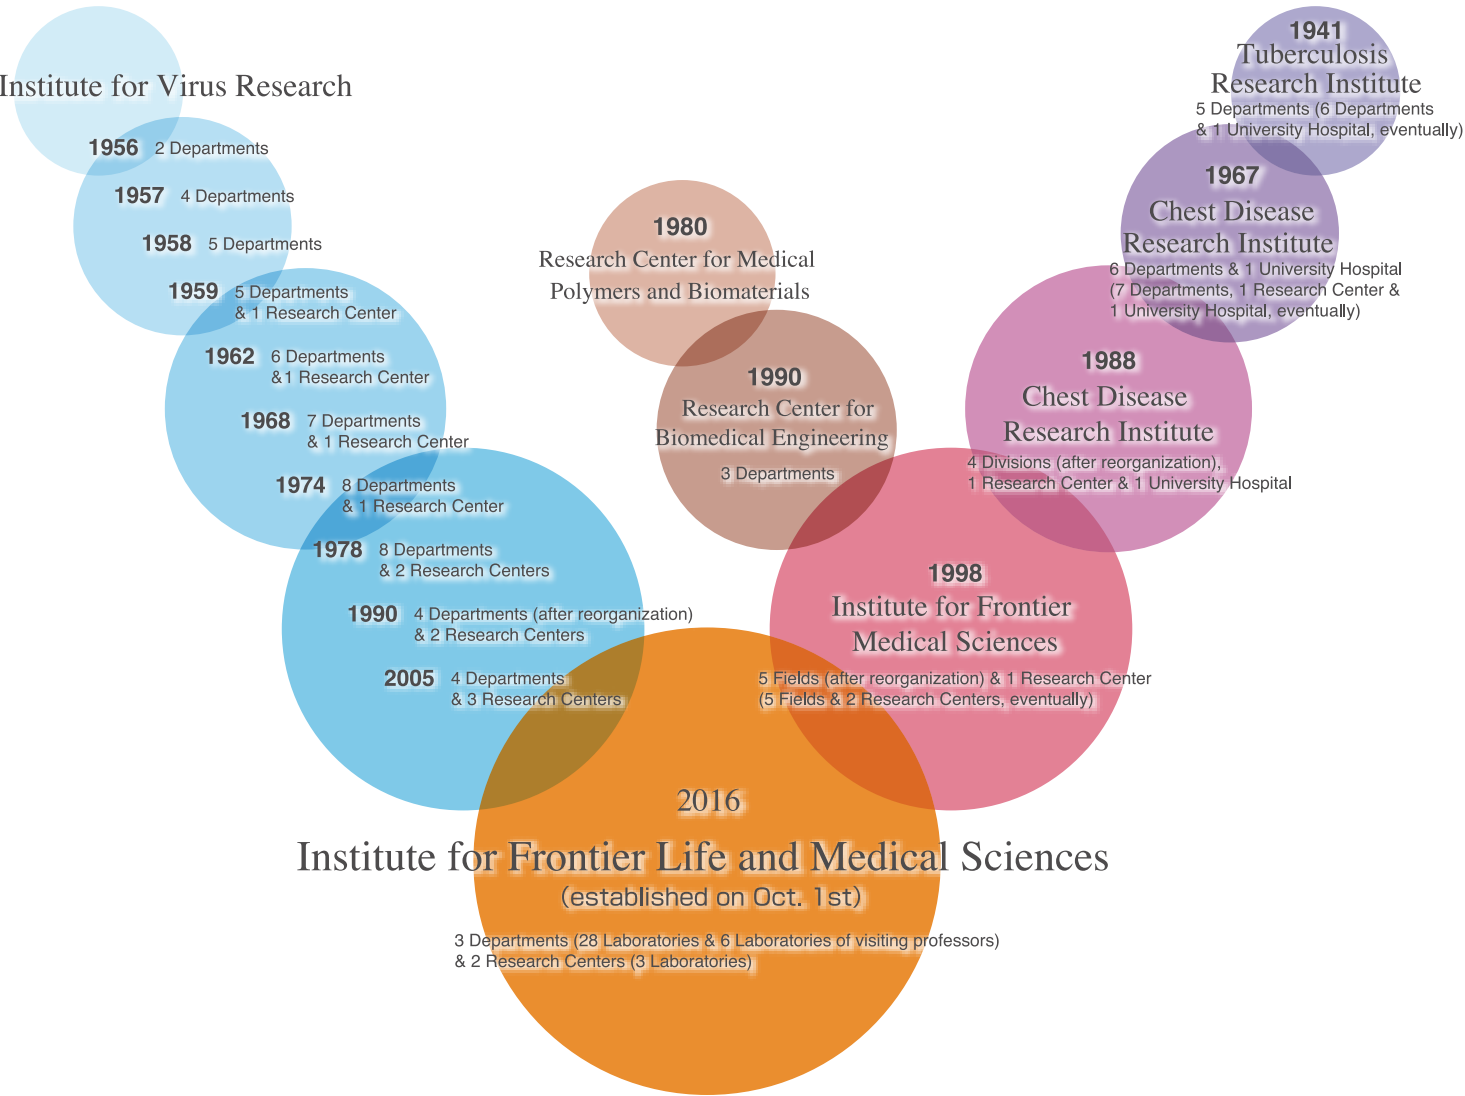 Institute for Virus Research
1956 2 Departments
1957 4 Departments
1958 5 Departments
1959 5 Departments
& 1 Research Center
1962 6 Departments
&1 Research Center
1968 7 Departments
& 1 Research Center
1974 8 Departments
& 1 Research Center
1978 8 Departments
& 2 Research Centers
1990 4 Departments (after reorganization)
& 2 Research Centers
2005 4 Departments
& 3 Research Centers
1980
Research Center for Medical
Polymers and Biomaterials
1990
Research Center for
Biomedical Engineering
3 Departments
1941
Tuberculosis
Research Institute
5 Departments (6 Departments
& 1 University Hospital, eventually)
1967
Chest Disease
Research Institute
6 Departments & 1 University Hospital
(7 Departments, 1 Research Center &
1 University Hospital, eventually)
1988
Chest Disease
Research Institute
4 Divisions (after reorganization),
1 Research Center & 1 University Hospital
1998
Institute for Frontier
Medical Sciences
5 Fields (after reorganization) & 1 Research Center
(5 Fields & 2 Research Centers, eventually)
2016
Institute for Frontier Life and Medical Sciences
(established on Oct. 1st)
3 Departments (28 Laboratories & 6 Laboratories of visiting professors)
& 2 Research Centers (3 Laboratories)